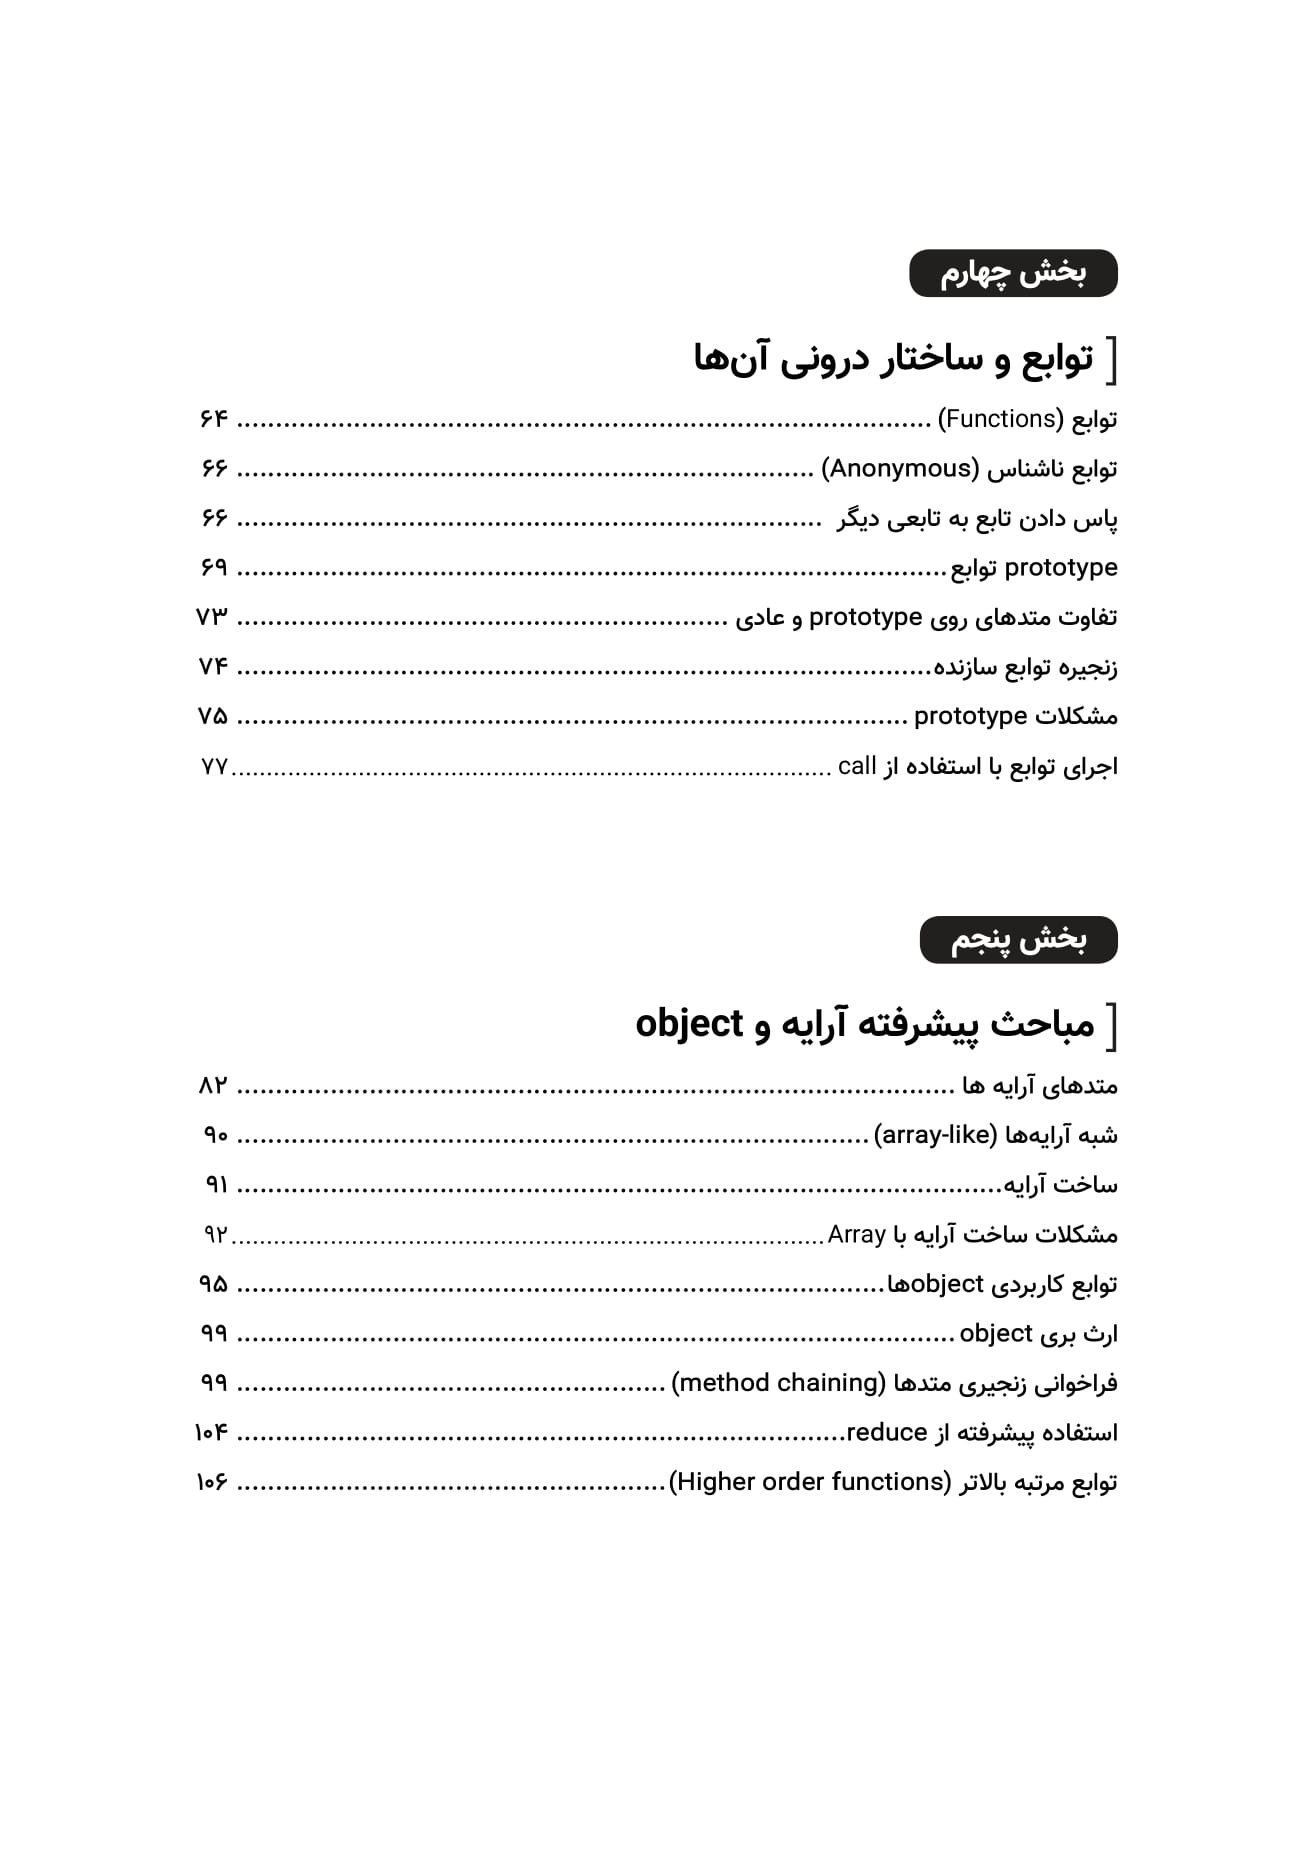 بخش چهارم
[ توابع و ساختار درونی آن‌ها
توابع (Functions) ........................................................................................ ۶۴
توابع ناشناس (Anonymous) ......................................................................... ۶۶
پاس دادن تابع به تابعی دیگر .......................................................................... ۶۶
prototype توابع .......................................................................................... ۶۹
تفاوت متدهای روی prototype و عادی .............................................................. ۷۳
زنجیره توابع سازنده ........................................................................................ ۷۴
مشکلات prototype ..................................................................................... ۷۵
اجرای توابع با استفاده از call ..................................................................................... ۷۷
بخش پنجم
[ مباحث پیشرفته آرایه و object
متدهای آرایه ها ........................................................................................... ۸۲
شبه آرایه‌ها (array-like) ................................................................................ ۹۰
ساخت آرایه ................................................................................................. ۹۱
مشکلات ساخت آرایه با Array .................................................................................... ۹۲
توابع کاربردی objectها .................................................................................. ۹۵
ارث بری object ........................................................................................... ۹۹
فراخوانی زنجیری متدها (method chaining) ...................................................... ۹۹
استفاده پیشرفته از reduce ............................................................................. ۱۰۴
توابع مرتبه بالاتر (Higher order functions) ...................................................... ۱۰۶